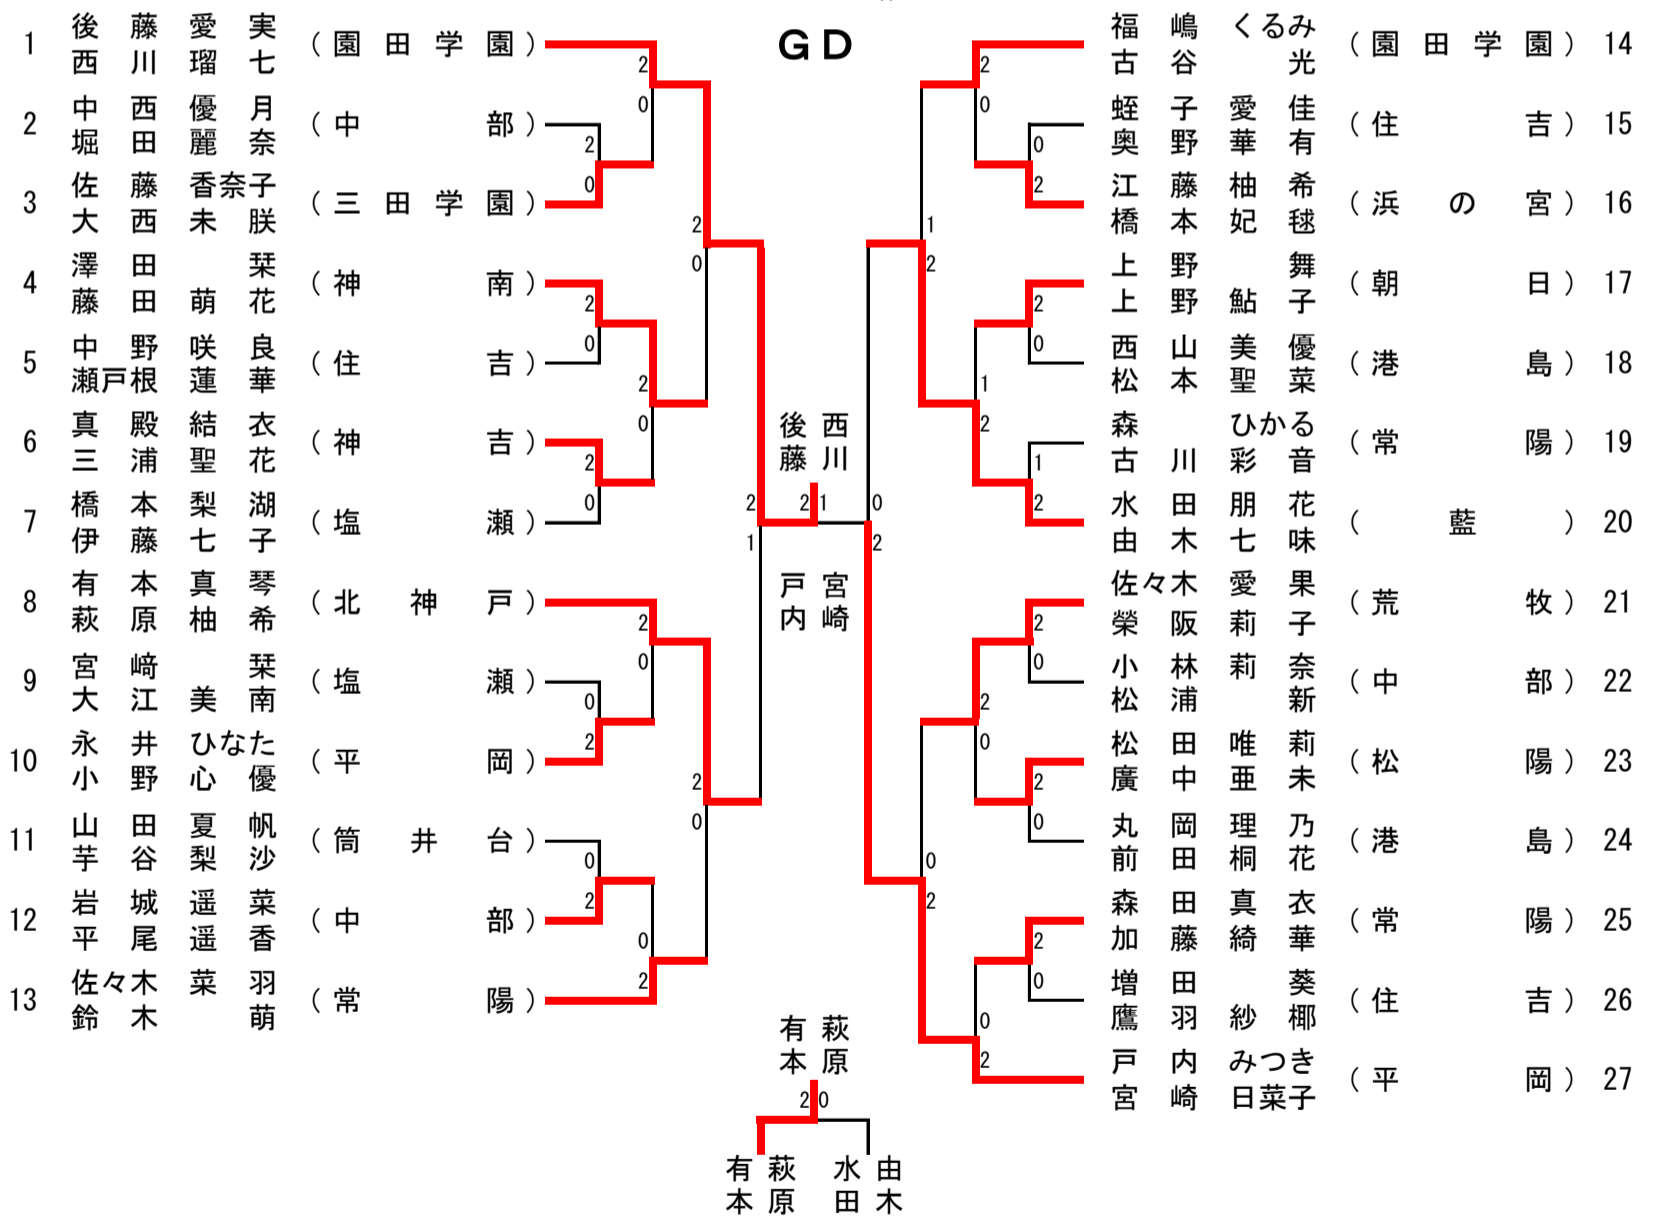 GD
1 後藤愛実 西川瑠七 (園田学園)
2 中西優月 堀田麗奈 (中部)
3 佐藤香奈子 大西未朕 (三田学園)
4 澤田栞 藤田萌花 (神南)
5 中野咲良 瀬戸根蓮華 (住吉)
6 真殿結衣 三浦聖花 (神吉)
7 橋本梨湖 伊藤七子 (塩瀬)
8 有本真琴 萩原柚希 (北神戸)
9 宮﨑栞 大江美南 (塩瀬)
10 永井ひなた 小野心優 (平岡)
11 山田夏帆 芋谷梨沙 (筒井台)
12 岩城遥菜 平尾遥香 (中部)
13 佐々木菜羽 鈴木萌 (常陽)
2
0
2
0
2
0
2
0
2
0
2
0
2
0
0
2
2
0
0
2
0
2
2
1
後藤 西川
2 1
戸内 宮崎
0
2
1
2
2
0
0
2
2
0
1
2
1
2
2
0
2
0
2
0
0
2
2
0
0
2
福嶋くるみ 古谷光 (園田学園) 14
蛭子愛佳 奥野華有 (住吉) 15
江藤柚希 橋本妃毬 (浜の宮) 16
上野舞 上野鮎子 (朝日) 17
西山美優 松本聖菜 (港島) 18
森ひかる 古川彩音 (常陽) 19
水田朋花 由木七味 (藍) 20
佐々木愛果 榮阪莉子 (荒牧) 21
小林莉奈 松浦新 (中部) 22
松田唯莉 廣中亜未 (松陽) 23
丸岡理乃 前田桐花 (港島) 24
森田真衣 加藤綺華 (常陽) 25
増田葵 鷹羽紗椰 (住吉) 26
戸内みつき 宮崎日菜子 (平岡) 27
有本 萩原
2 0
有本 萩原 水田 由木